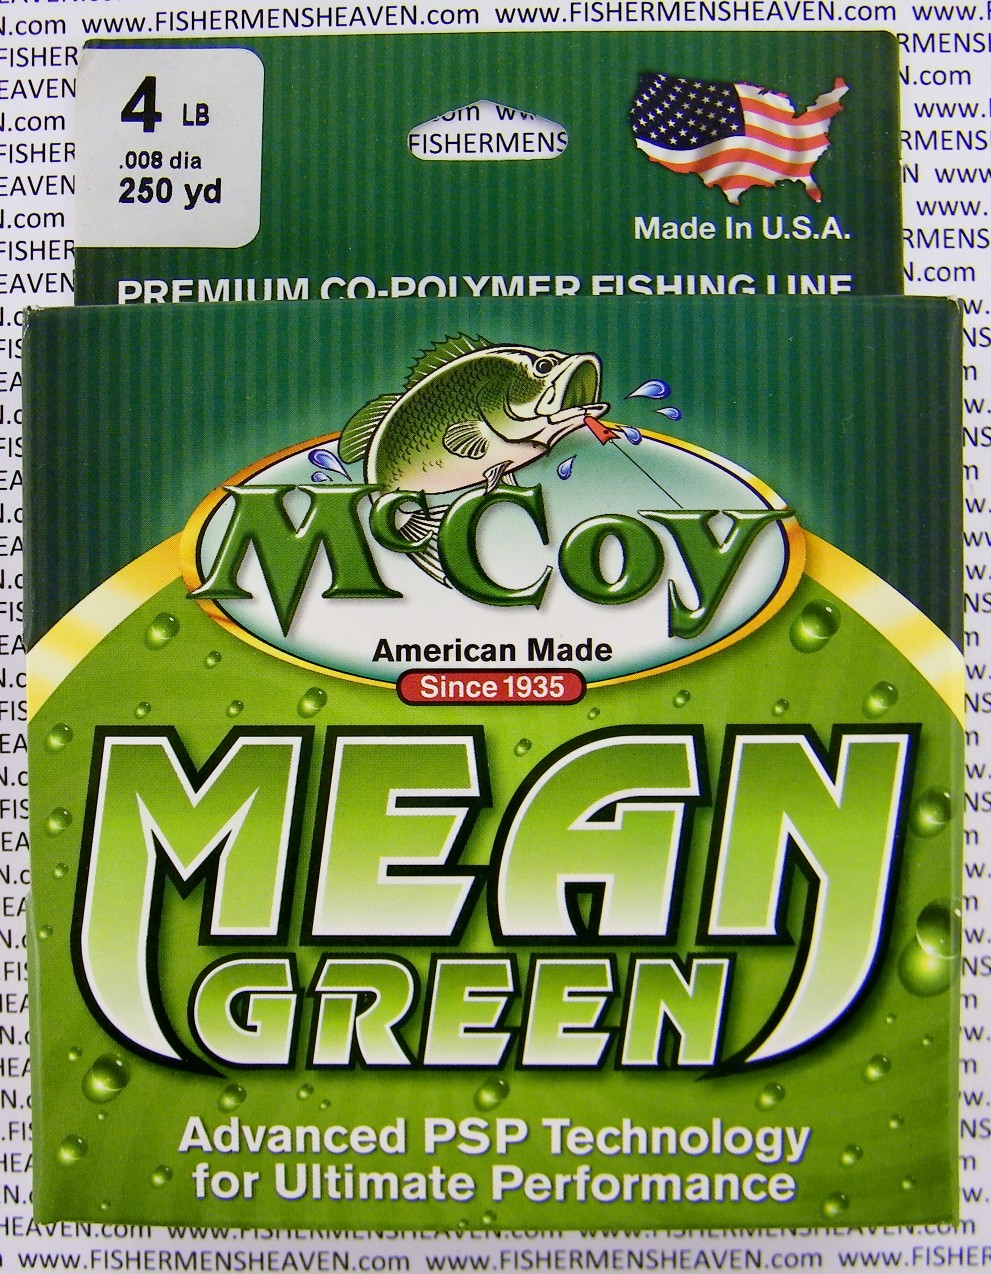 www.FISHERMENSHEAVEN.com www.FISHERMENSHEAVEN.com
4 LB
.008 dia
250 yd
FISHERMENS
Made In U.S.A.
PREMIUM CO-POLYMER FISHING LINE
McCoy
American Made
Since 1935
MEAN
GREEN
Advanced PSP Technology
for Ultimate Performance
www.FISHERMENSHEAVEN.com www.FISHERMENSHEAVEN.com